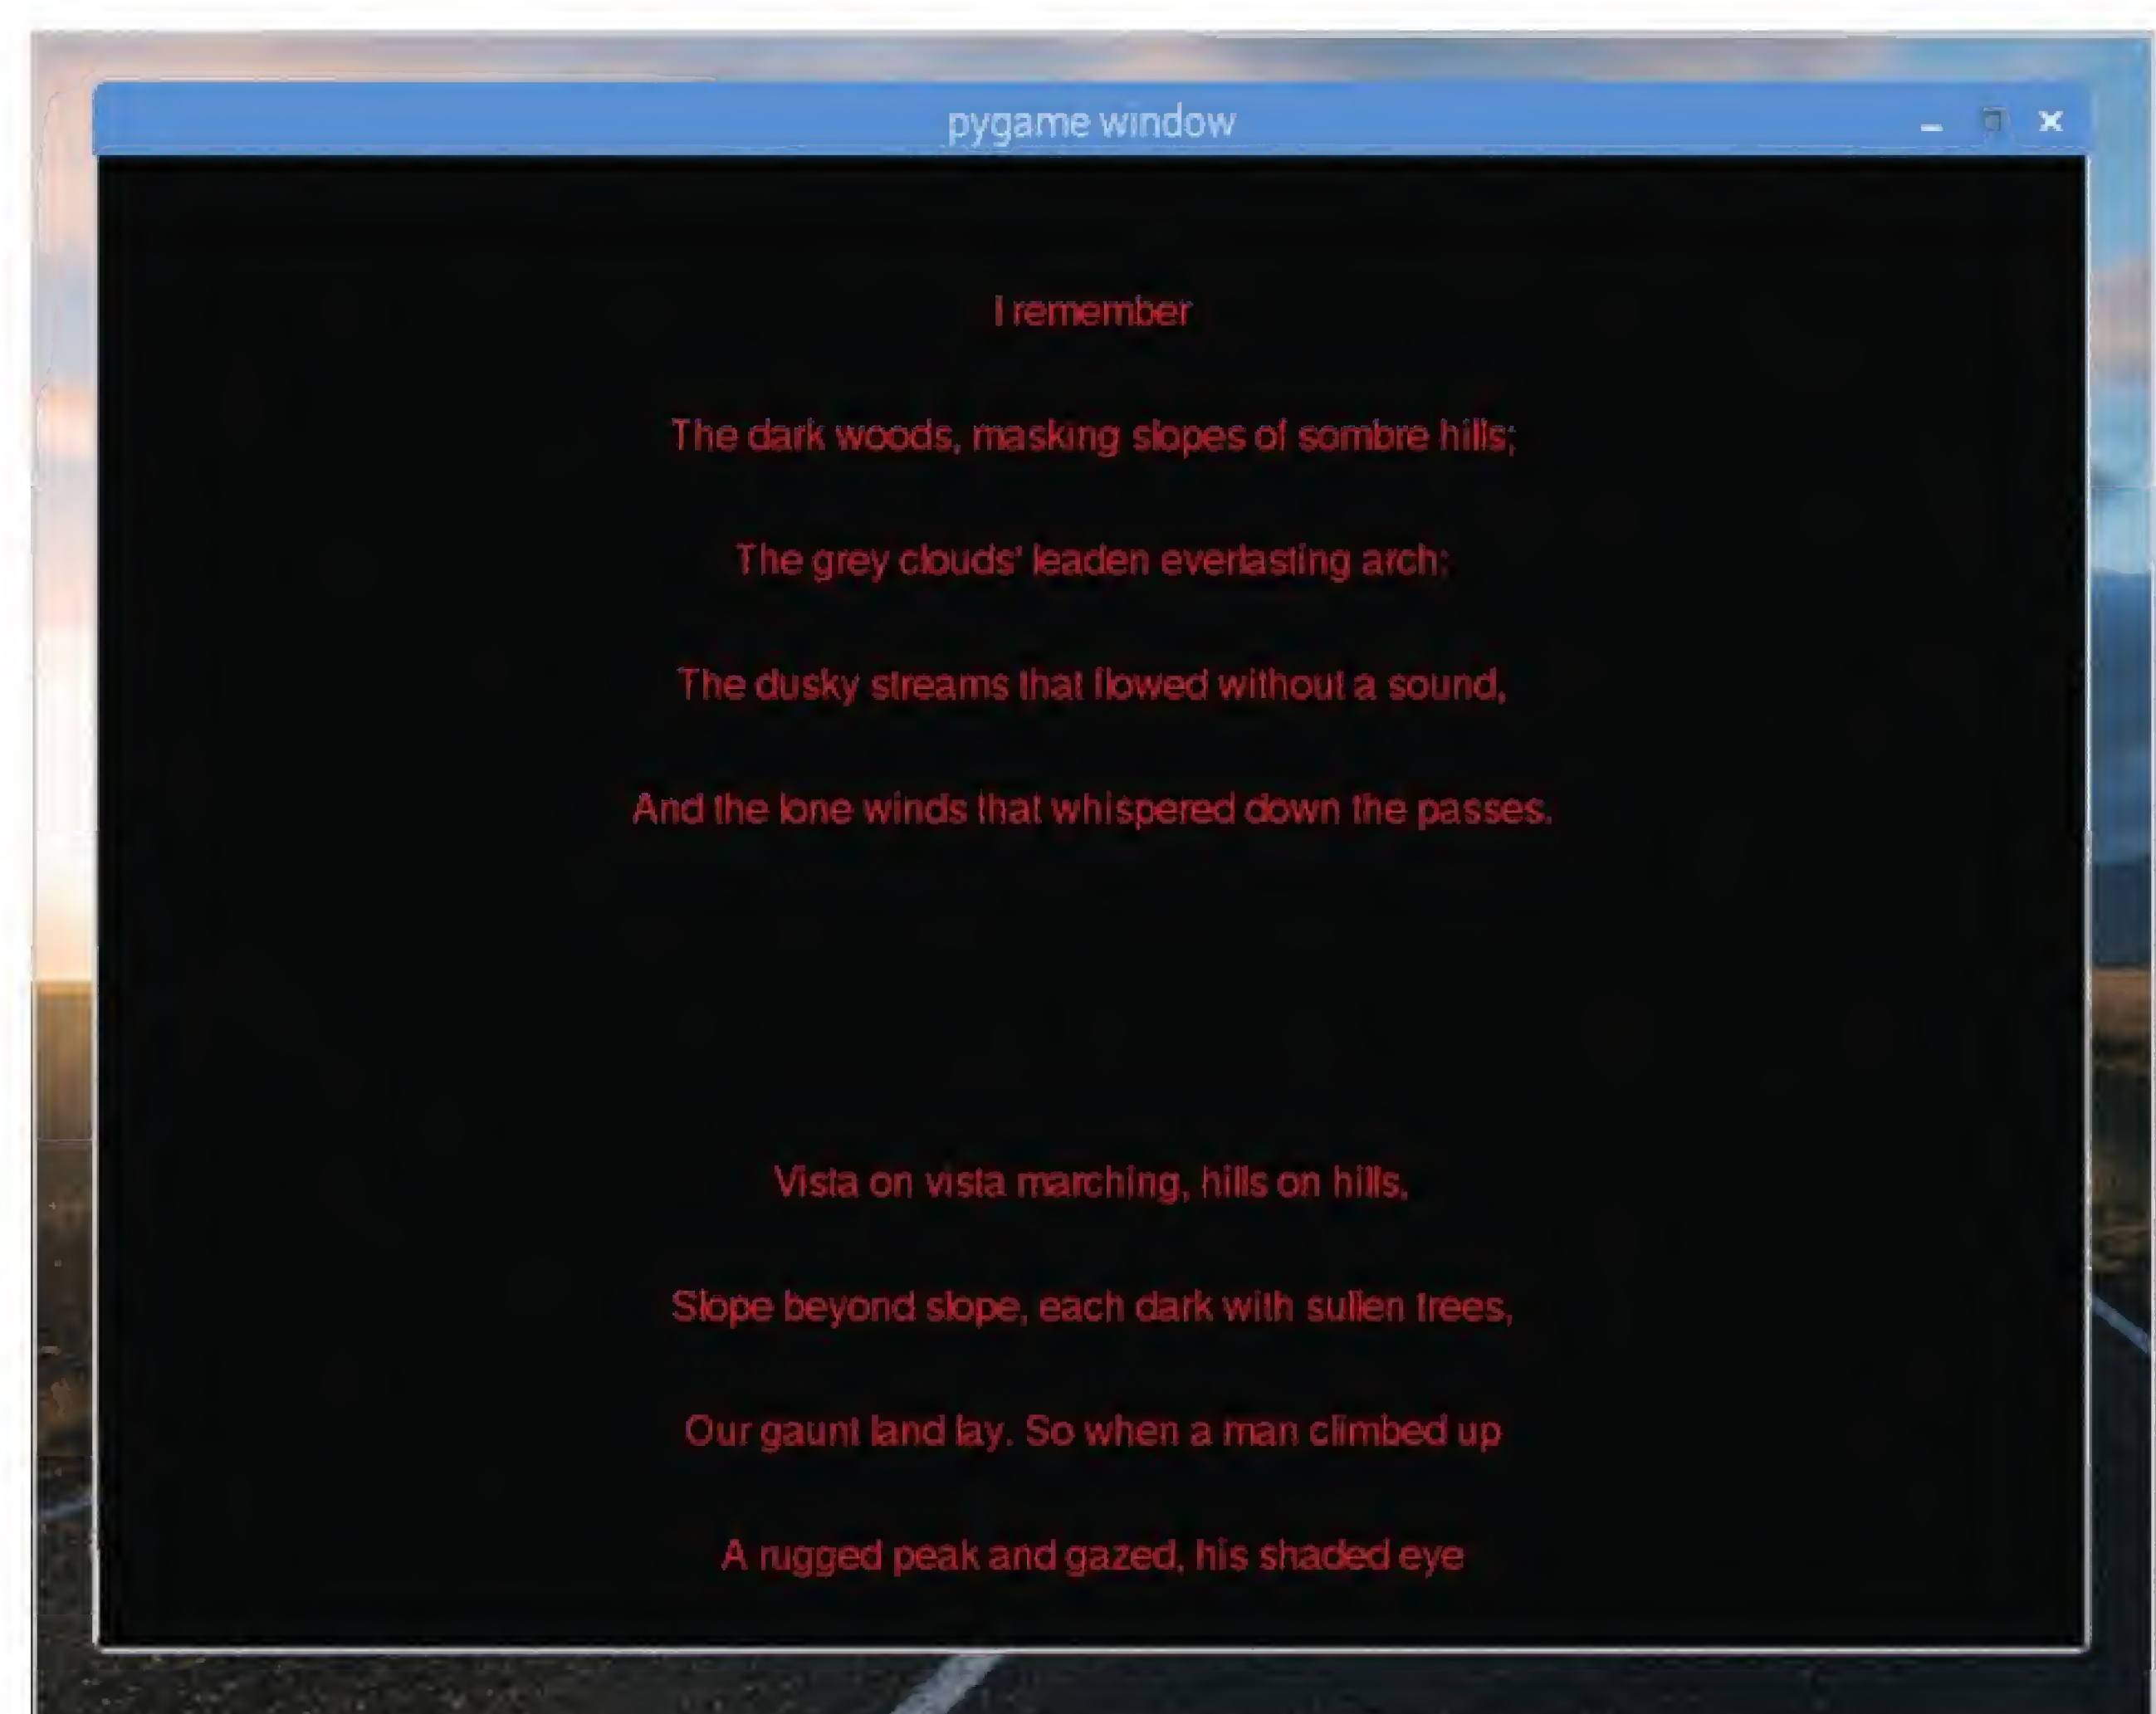 pygame window
I remember
The dark woods, masking slopes of sombre hills;
The grey clouds' leaden everlasting arch;
The dusky streams that flowed without a sound,
And the lone winds that whispered down the passes.
Vista on vista marching, hills on hills,
Slope beyond slope, each dark with sullen trees,
Our gaunt land lay. So when a man climbed up
A rugged peak and gazed, his shaded eye